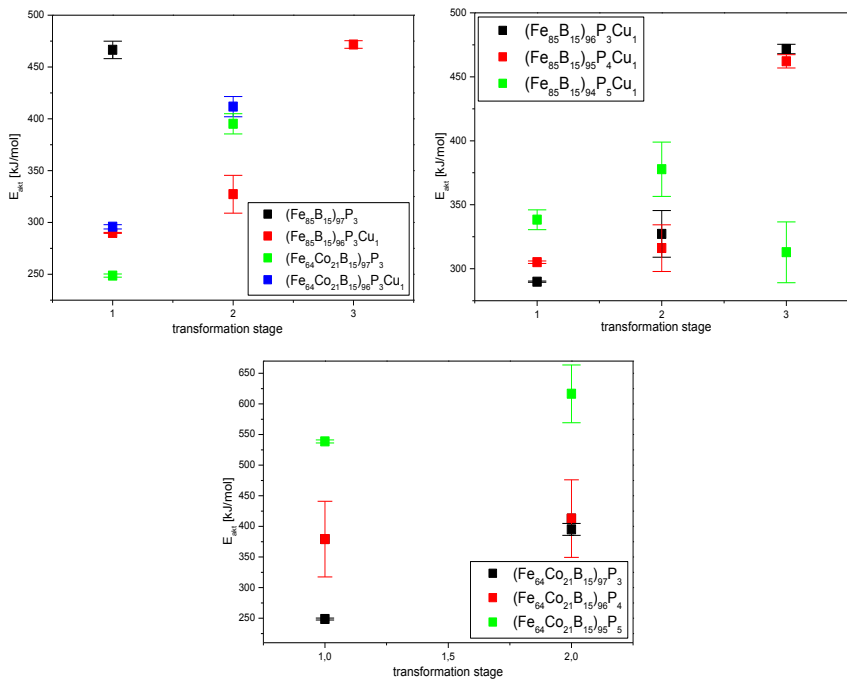 500
450
400
350
300
250
E_akt [kJ/mol]
(Fe₈₅B₁₅)₉₇P₃
(Fe₈₅B₁₅)₉₆P₃Cu₁
(Fe₆₄Co₂₁B₁₅)₉₇P₃
(Fe₆₄Co₂₁B₁₅)₉₆P₃Cu₁
1 2 3
transformation stage
500
450
400
350
300
E_akt [kJ/mol]
(Fe₈₅B₁₅)₉₆P₃Cu₁
(Fe₈₅B₁₅)₉₅P₄Cu₁
(Fe₈₅B₁₅)₉₄P₅Cu₁
1 2 3
transformation stage
650
600
550
500
450
400
350
300
250
E_akt [kJ/mol]
(Fe₆₄Co₂₁B₁₅)₉₇P₃
(Fe₆₄Co₂₁B₁₅)₉₆P₄
(Fe₆₄Co₂₁B₁₅)₉₅P₅
1,0 1,5 2,0
transformation stage